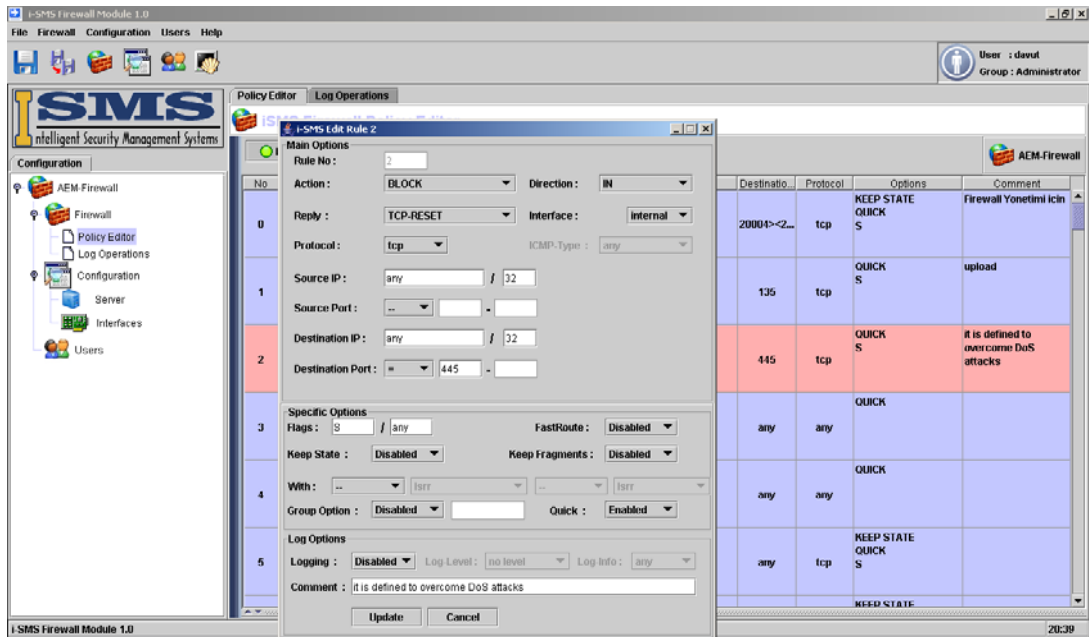 i-SMS Firewall Module 1.0
File Firewall Configuration Users Help
User : davut
Group : Administrator
ISMS
Intelligent Security Management Systems
Configuration
AEM-Firewall
Firewall
Policy Editor
Log Operations
Configuration
Server
Interfaces
Users
Policy Editor Log Operations
AEM-Firewall
No Destinatio... Protocol Options Comment
0 20004><2... tcp KEEP STATE QUICK S Firewall Yonetimi icin
1 135 tcp QUICK S upload
2 445 tcp QUICK S it is defined to overcome DoS attacks
3 any any QUICK
4 any any QUICK
5 any tcp KEEP STATE QUICK S
KEEP STATE
i-SMS Edit Rule 2
Main Options
Rule No : 2
Action : BLOCK Direction : IN
Reply : TCP-RESET Interface : internal
Protocol : tcp ICMP-Type : any
Source IP : any / 32
Source Port : -- -
Destination IP : any / 32
Destination Port : = 445 -
Specific Options
Flags : S / any FastRoute : Disabled
Keep State : Disabled Keep Fragments : Disabled
With : -- lsrr -- lsrr
Group Option : Disabled Quick : Enabled
Log Options
Logging : Disabled Log Level : no level Log Info : any
Comment : it is defined to overcome DoS attacks
Update Cancel
i-SMS Firewall Module 1.0 20:39